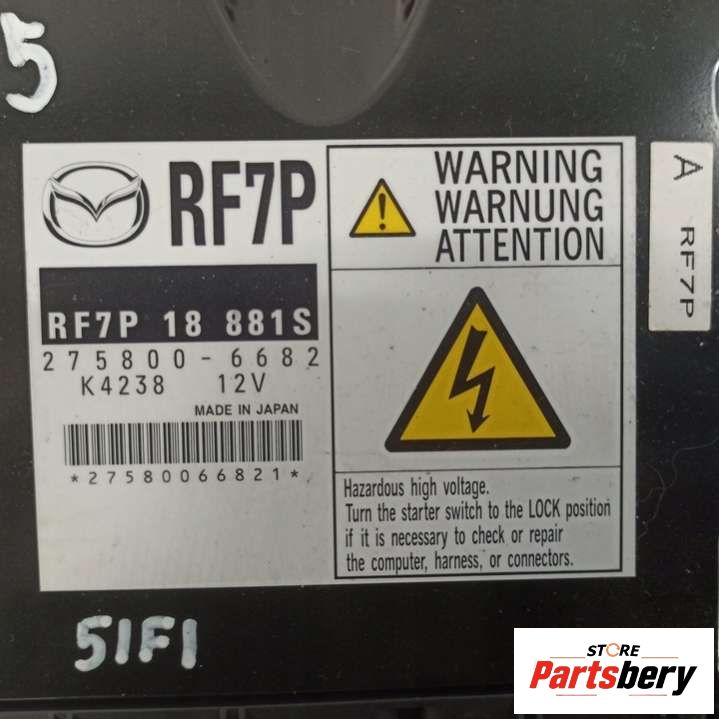 5
RF7P
RF7P 18 881S
275800-6682
K4238 12V
MADE IN JAPAN
*27580066821*
WARNING
WARNUNG
ATTENTION
Hazardous high voltage.
Turn the starter switch to the LOCK position
if it is necessary to check or repair
the computer, harness, or connectors.
A RF7P
51F1
STORE
Partsbery